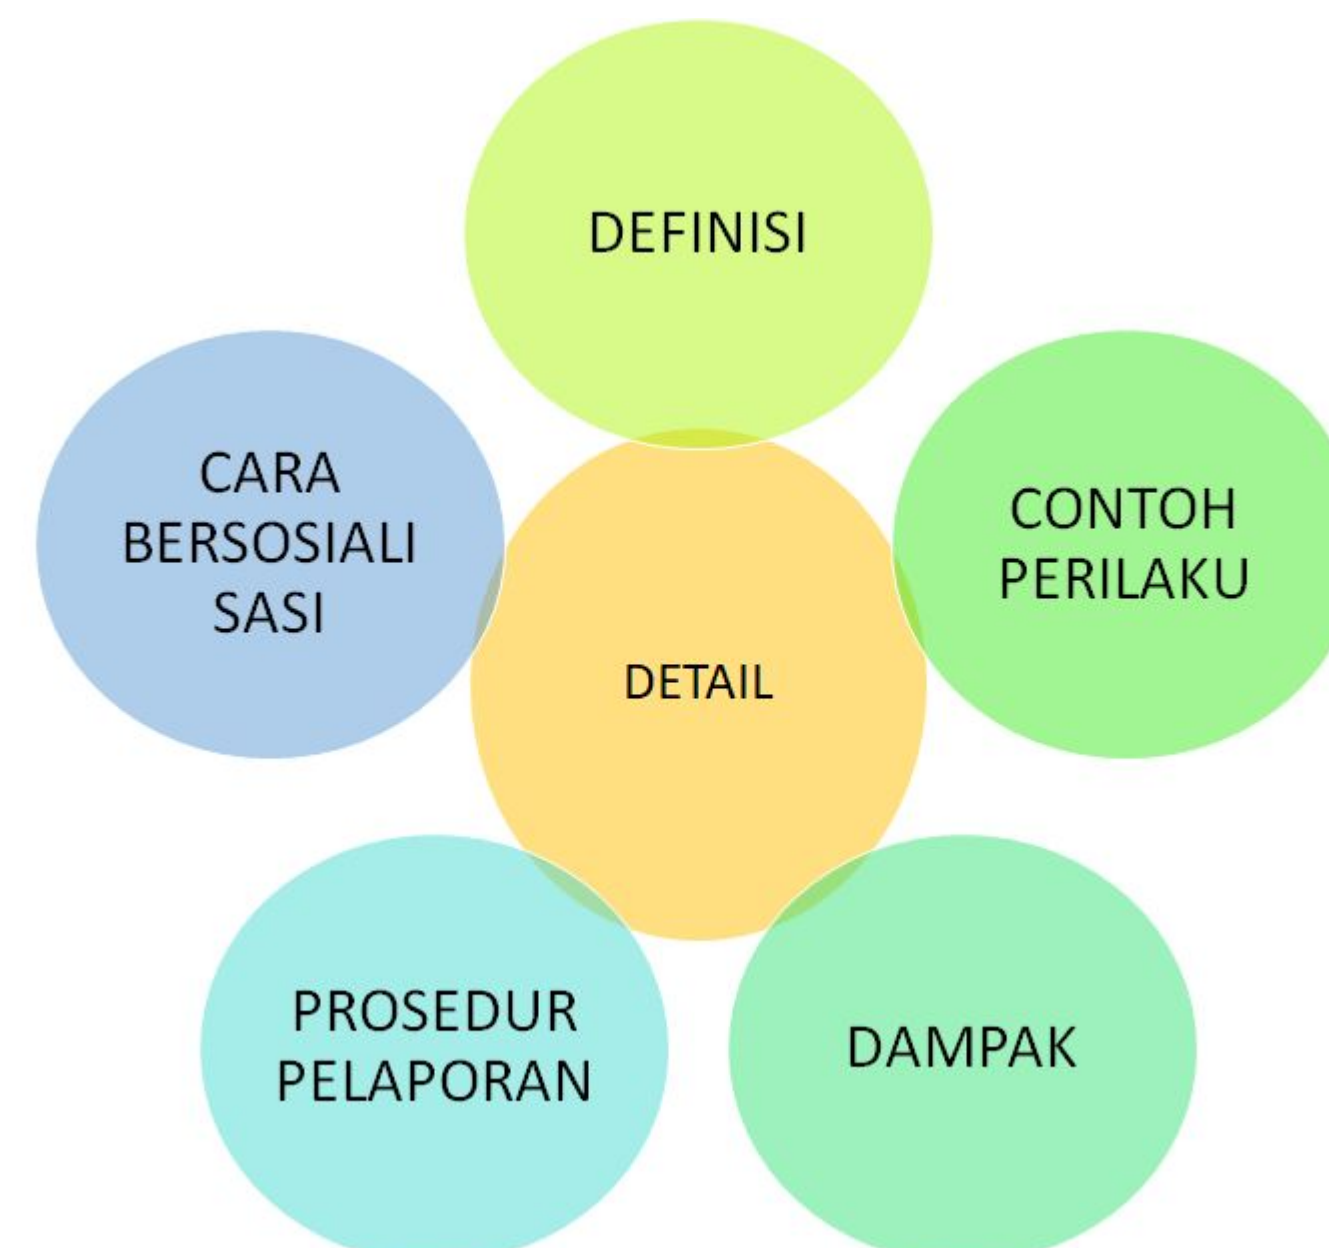 DEFINISI
CONTOH
PERILAKU
DAMPAK
PROSEDUR
PELAPORAN
CARA
BERSOSIALI
SASI
DETAIL